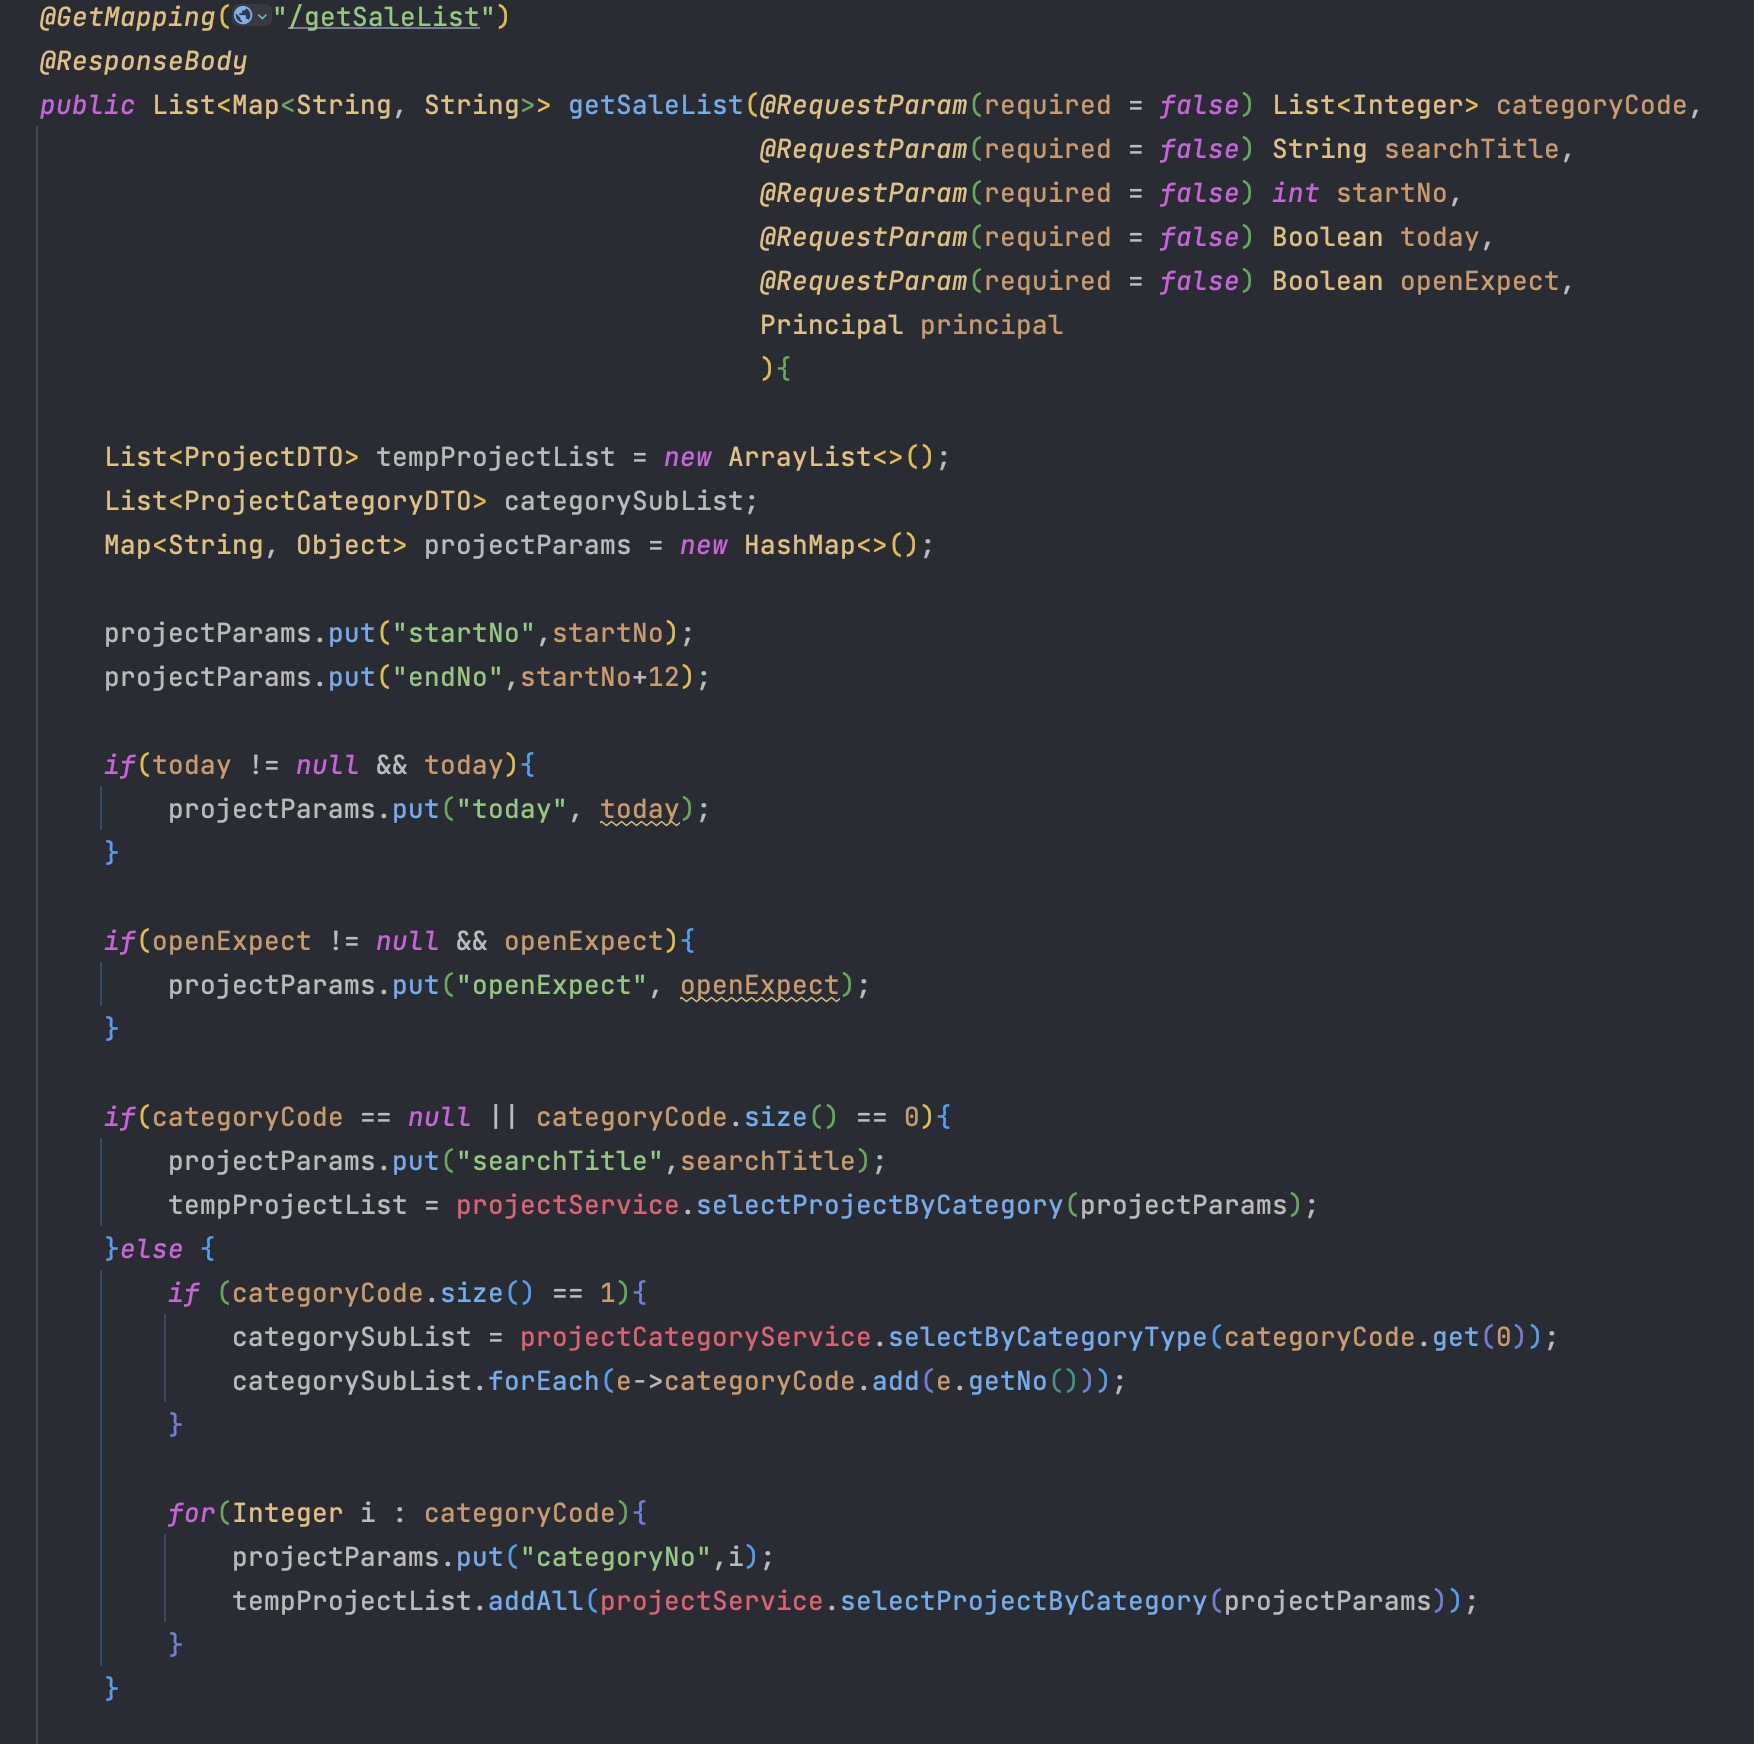 @GetMapping("/getSaleList")
@ResponseBody
public List<Map<String, String>> getSaleList(@RequestParam(required = false) List<Integer> categoryCode,
@RequestParam(required = false) String searchTitle,
@RequestParam(required = false) int startNo,
@RequestParam(required = false) Boolean today,
@RequestParam(required = false) Boolean openExpect,
Principal principal
){
List<ProjectDTO> tempProjectList = new ArrayList<>();
List<ProjectCategoryDTO> categorySubList;
Map<String, Object> projectParams = new HashMap<>();
projectParams.put("startNo",startNo);
projectParams.put("endNo",startNo+12);
if(today != null && today){
projectParams.put("today", today);
}
if(openExpect != null && openExpect){
projectParams.put("openExpect", openExpect);
}
if(categoryCode == null || categoryCode.size() == 0){
projectParams.put("searchTitle",searchTitle);
tempProjectList = projectService.selectProjectByCategory(projectParams);
}else {
if (categoryCode.size() == 1){
categorySubList = projectCategoryService.selectByCategoryType(categoryCode.get(0));
categorySubList.forEach(e->categoryCode.add(e.getNo()));
}
for(Integer i : categoryCode){
projectParams.put("categoryNo",i);
tempProjectList.addAll(projectService.selectProjectByCategory(projectParams));
}
}